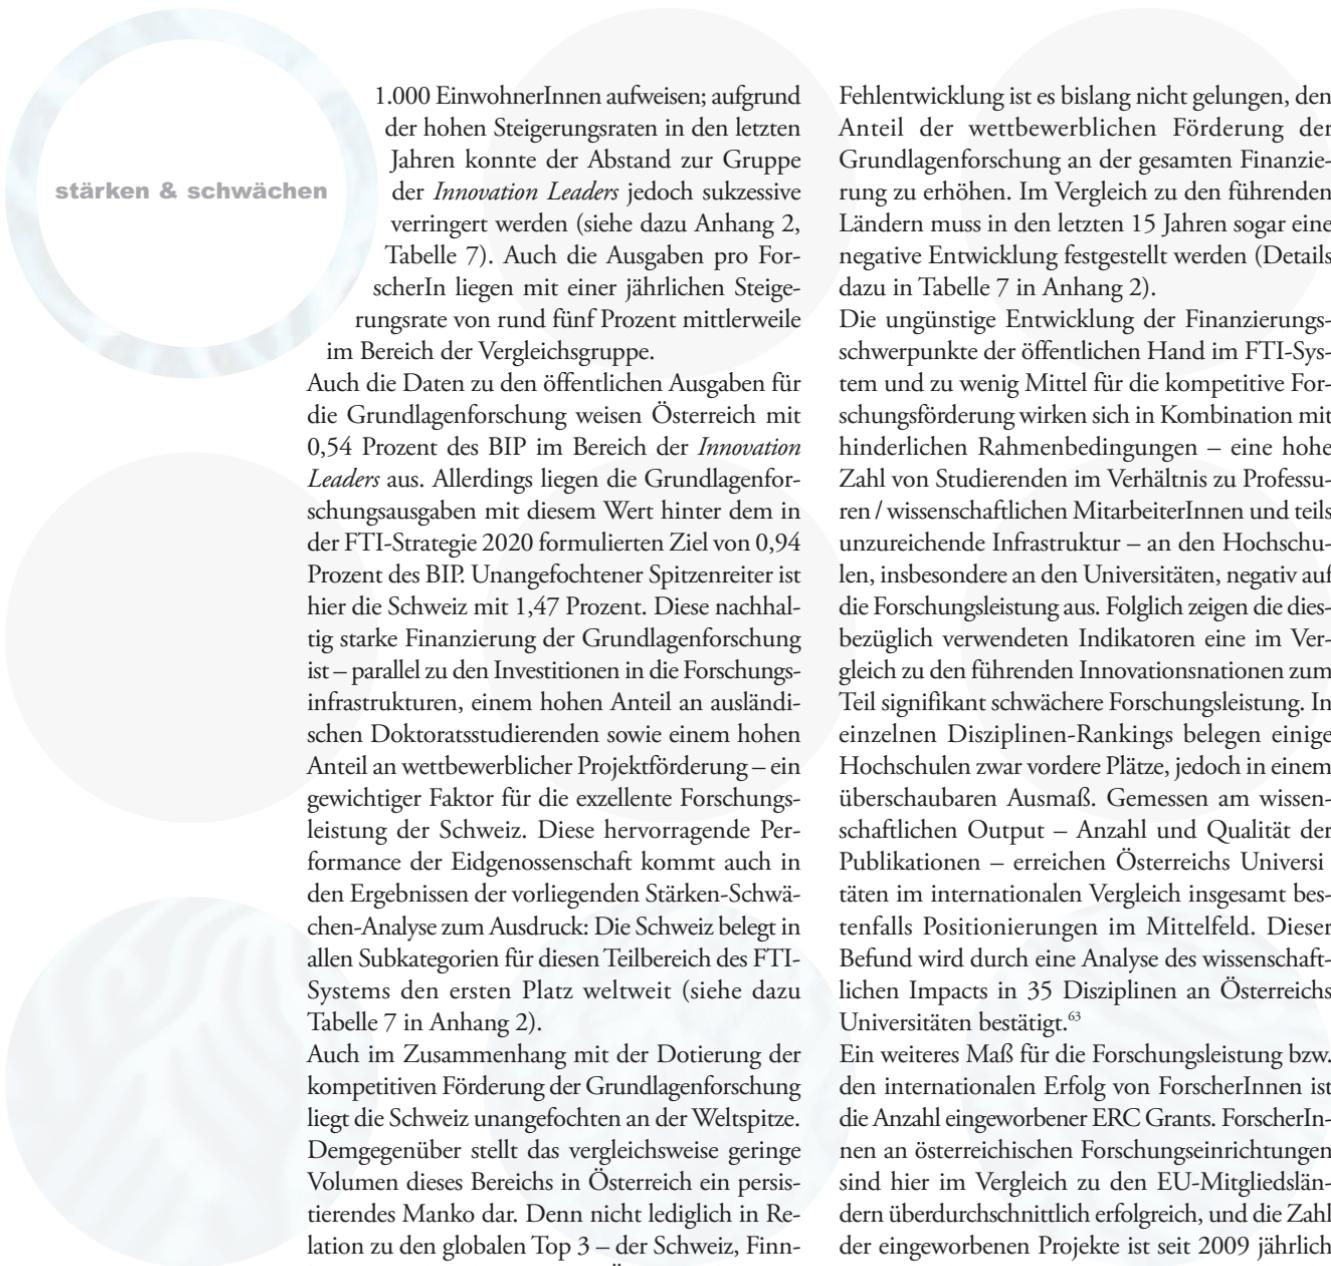 stärken & schwächen
1.000 EinwohnerInnen aufweisen; aufgrund
der hohen Steigerungsraten in den letzten
Jahren konnte der Abstand zur Gruppe
der Innovation Leaders jedoch sukzessive
verringert werden (siehe dazu Anhang 2,
Tabelle 7). Auch die Ausgaben pro For-
scherIn liegen mit einer jährlichen Steige-
rungsrate von rund fünf Prozent mittlerweile
im Bereich der Vergleichsgruppe.
Auch die Daten zu den öffentlichen Ausgaben für
die Grundlagenforschung weisen Österreich mit
0,54 Prozent des BIP im Bereich der Innovation
Leaders aus. Allerdings liegen die Grundlagenfor-
schungsausgaben mit diesem Wert hinter dem in
der FTI-Strategie 2020 formulierten Ziel von 0,94
Prozent des BIP. Unangefochtener Spitzenreiter ist
hier die Schweiz mit 1,47 Prozent. Diese nachhal-
tig starke Finanzierung der Grundlagenforschung
ist – parallel zu den Investitionen in die Forschungs-
infrastrukturen, einem hohen Anteil an ausländi-
schen Doktoratsstudierenden sowie einem hohen
Anteil an wettbewerblicher Projektförderung – ein
gewichtiger Faktor für die exzellente Forschungs-
leistung der Schweiz. Diese hervorragende Per-
formance der Eidgenossenschaft kommt auch in
den Ergebnissen der vorliegenden Stärken-Schwä-
chen-Analyse zum Ausdruck: Die Schweiz belegt in
allen Subkategorien für diesen Teilbereich des FTI-
Systems den ersten Platz weltweit (siehe dazu
Tabelle 7 in Anhang 2).
Auch im Zusammenhang mit der Dotierung der
kompetitiven Förderung der Grundlagenforschung
liegt die Schweiz unangefochten an der Weltspitze.
Demgegenüber stellt das vergleichsweise geringe
Volumen dieses Bereichs in Österreich ein persis-
tierendes Manko dar. Denn nicht lediglich in Re-
lation zu den globalen Top 3 – der Schweiz, Finn-
Fehlentwicklung ist es bislang nicht gelungen, den
Anteil der wettbewerblichen Förderung der
Grundlagenforschung an der gesamten Finanzie-
rung zu erhöhen. Im Vergleich zu den führenden
Ländern muss in den letzten 15 Jahren sogar eine
negative Entwicklung festgestellt werden (Details
dazu in Tabelle 7 in Anhang 2).
Die ungünstige Entwicklung der Finanzierungs-
schwerpunkte der öffentlichen Hand im FTI-Sys-
tem und zu wenig Mittel für die kompetitive For-
schungsförderung wirken sich in Kombination mit
hinderlichen Rahmenbedingungen – eine hohe
Zahl von Studierenden im Verhältnis zu Professu-
ren / wissenschaftlichen MitarbeiterInnen und teils
unzureichende Infrastruktur – an den Hochschu-
len, insbesondere an den Universitäten, negativ auf
die Forschungsleistung aus. Folglich zeigen die dies-
bezüglich verwendeten Indikatoren eine im Ver-
gleich zu den führenden Innovationsnationen zum
Teil signifikant schwächere Forschungsleistung. In
einzelnen Disziplinen-Rankings belegen einige
Hochschulen zwar vordere Plätze, jedoch in einem
überschaubaren Ausmaß. Gemessen am wissen-
schaftlichen Output – Anzahl und Qualität der
Publikationen – erreichen Österreichs Universi
täten im internationalen Vergleich insgesamt bes-
tenfalls Positionierungen im Mittelfeld. Dieser
Befund wird durch eine Analyse des wissenschaft-
lichen Impacts in 35 Disziplinen an Österreichs
Universitäten bestätigt.63
Ein weiteres Maß für die Forschungsleistung bzw.
den internationalen Erfolg von ForscherInnen ist
die Anzahl eingeworbener ERC Grants. ForscherIn-
nen an österreichischen Forschungseinrichtungen
sind hier im Vergleich zu den EU-Mitgliedslän-
dern überdurchschnittlich erfolgreich, und die Zahl
der eingeworbenen Projekte ist seit 2009 jährlich